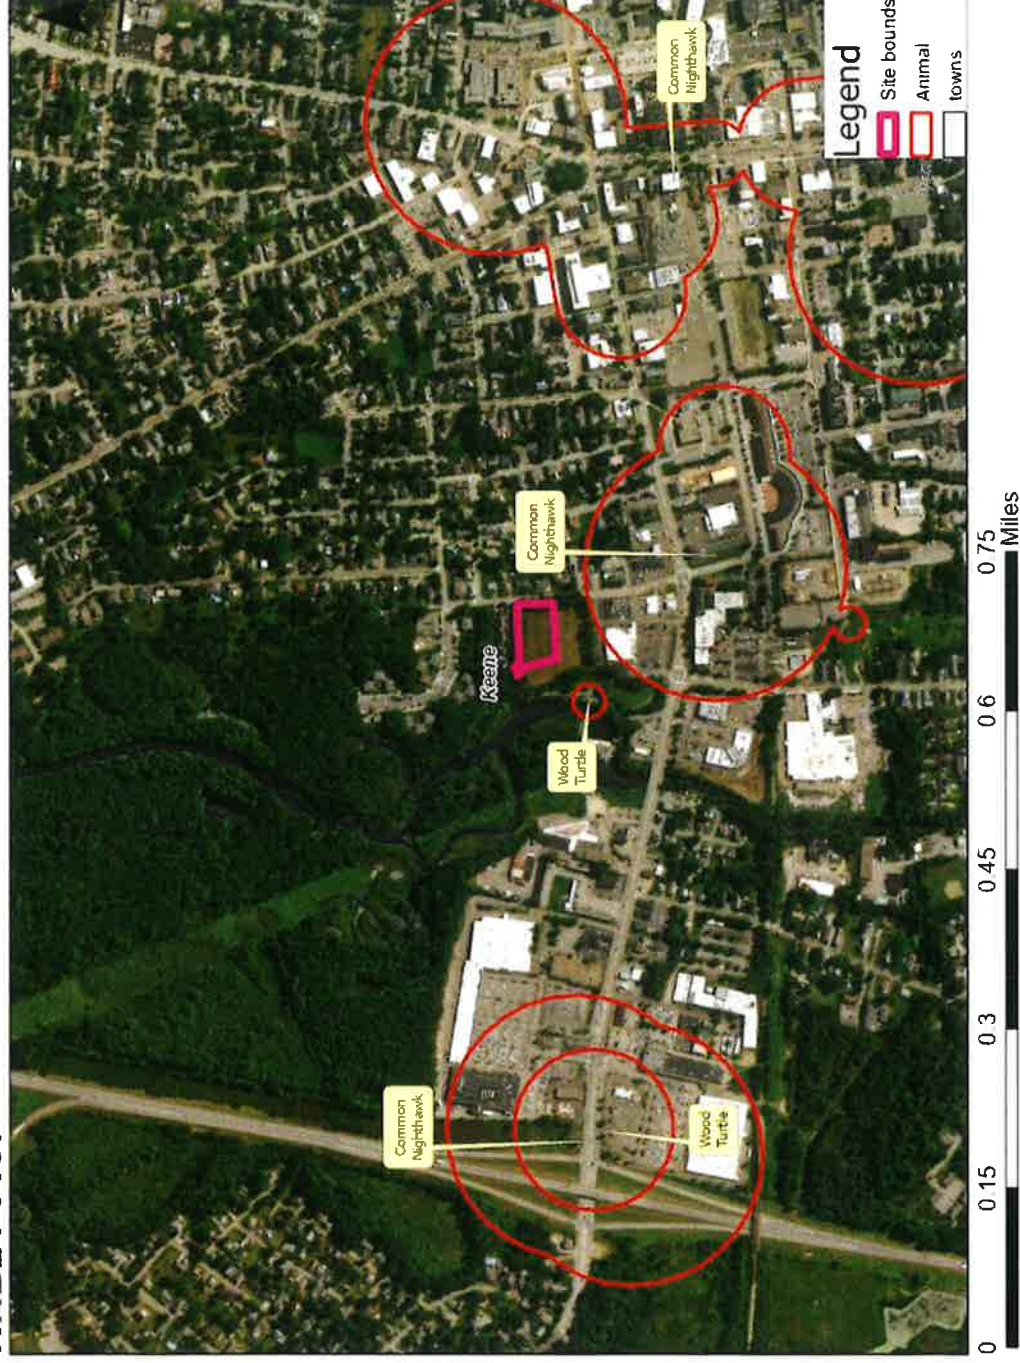 Common
Nighthawk
Legend
Site bounds
Animal
towns
Common
Nighthawk
Keene
Wood
Turtle
Common
Nighthawk
Wood
Turtle
0 0.15 0.3 0.45 0.6 0.75
Miles